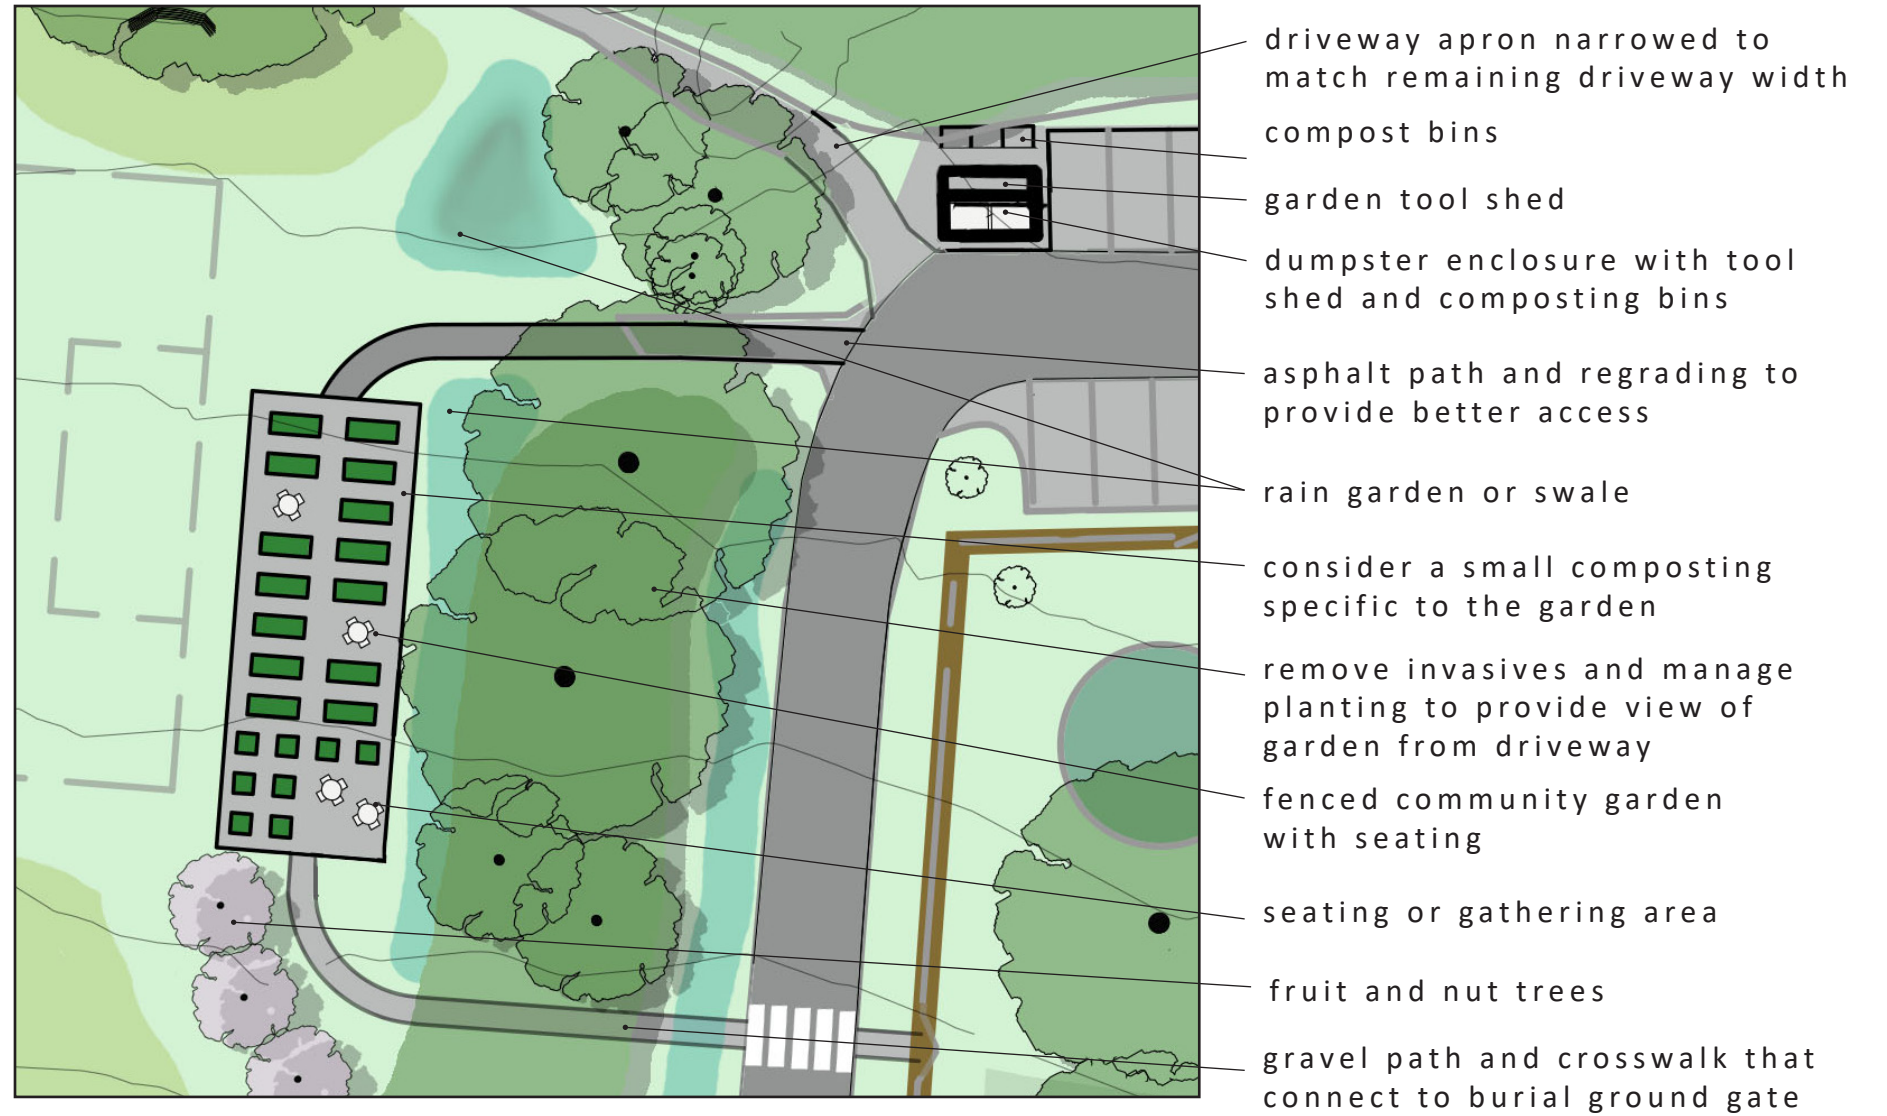 driveway apron narrowed to
match remaining driveway width
compost bins
garden tool shed
dumpster enclosure with tool
shed and composting bins
asphalt path and regrading to
provide better access
rain garden or swale
consider a small composting
specific to the garden
remove invasives and manage
planting to provide view of
garden from driveway
fenced community garden
with seating
seating or gathering area
fruit and nut trees
gravel path and crosswalk that
connect to burial ground gate